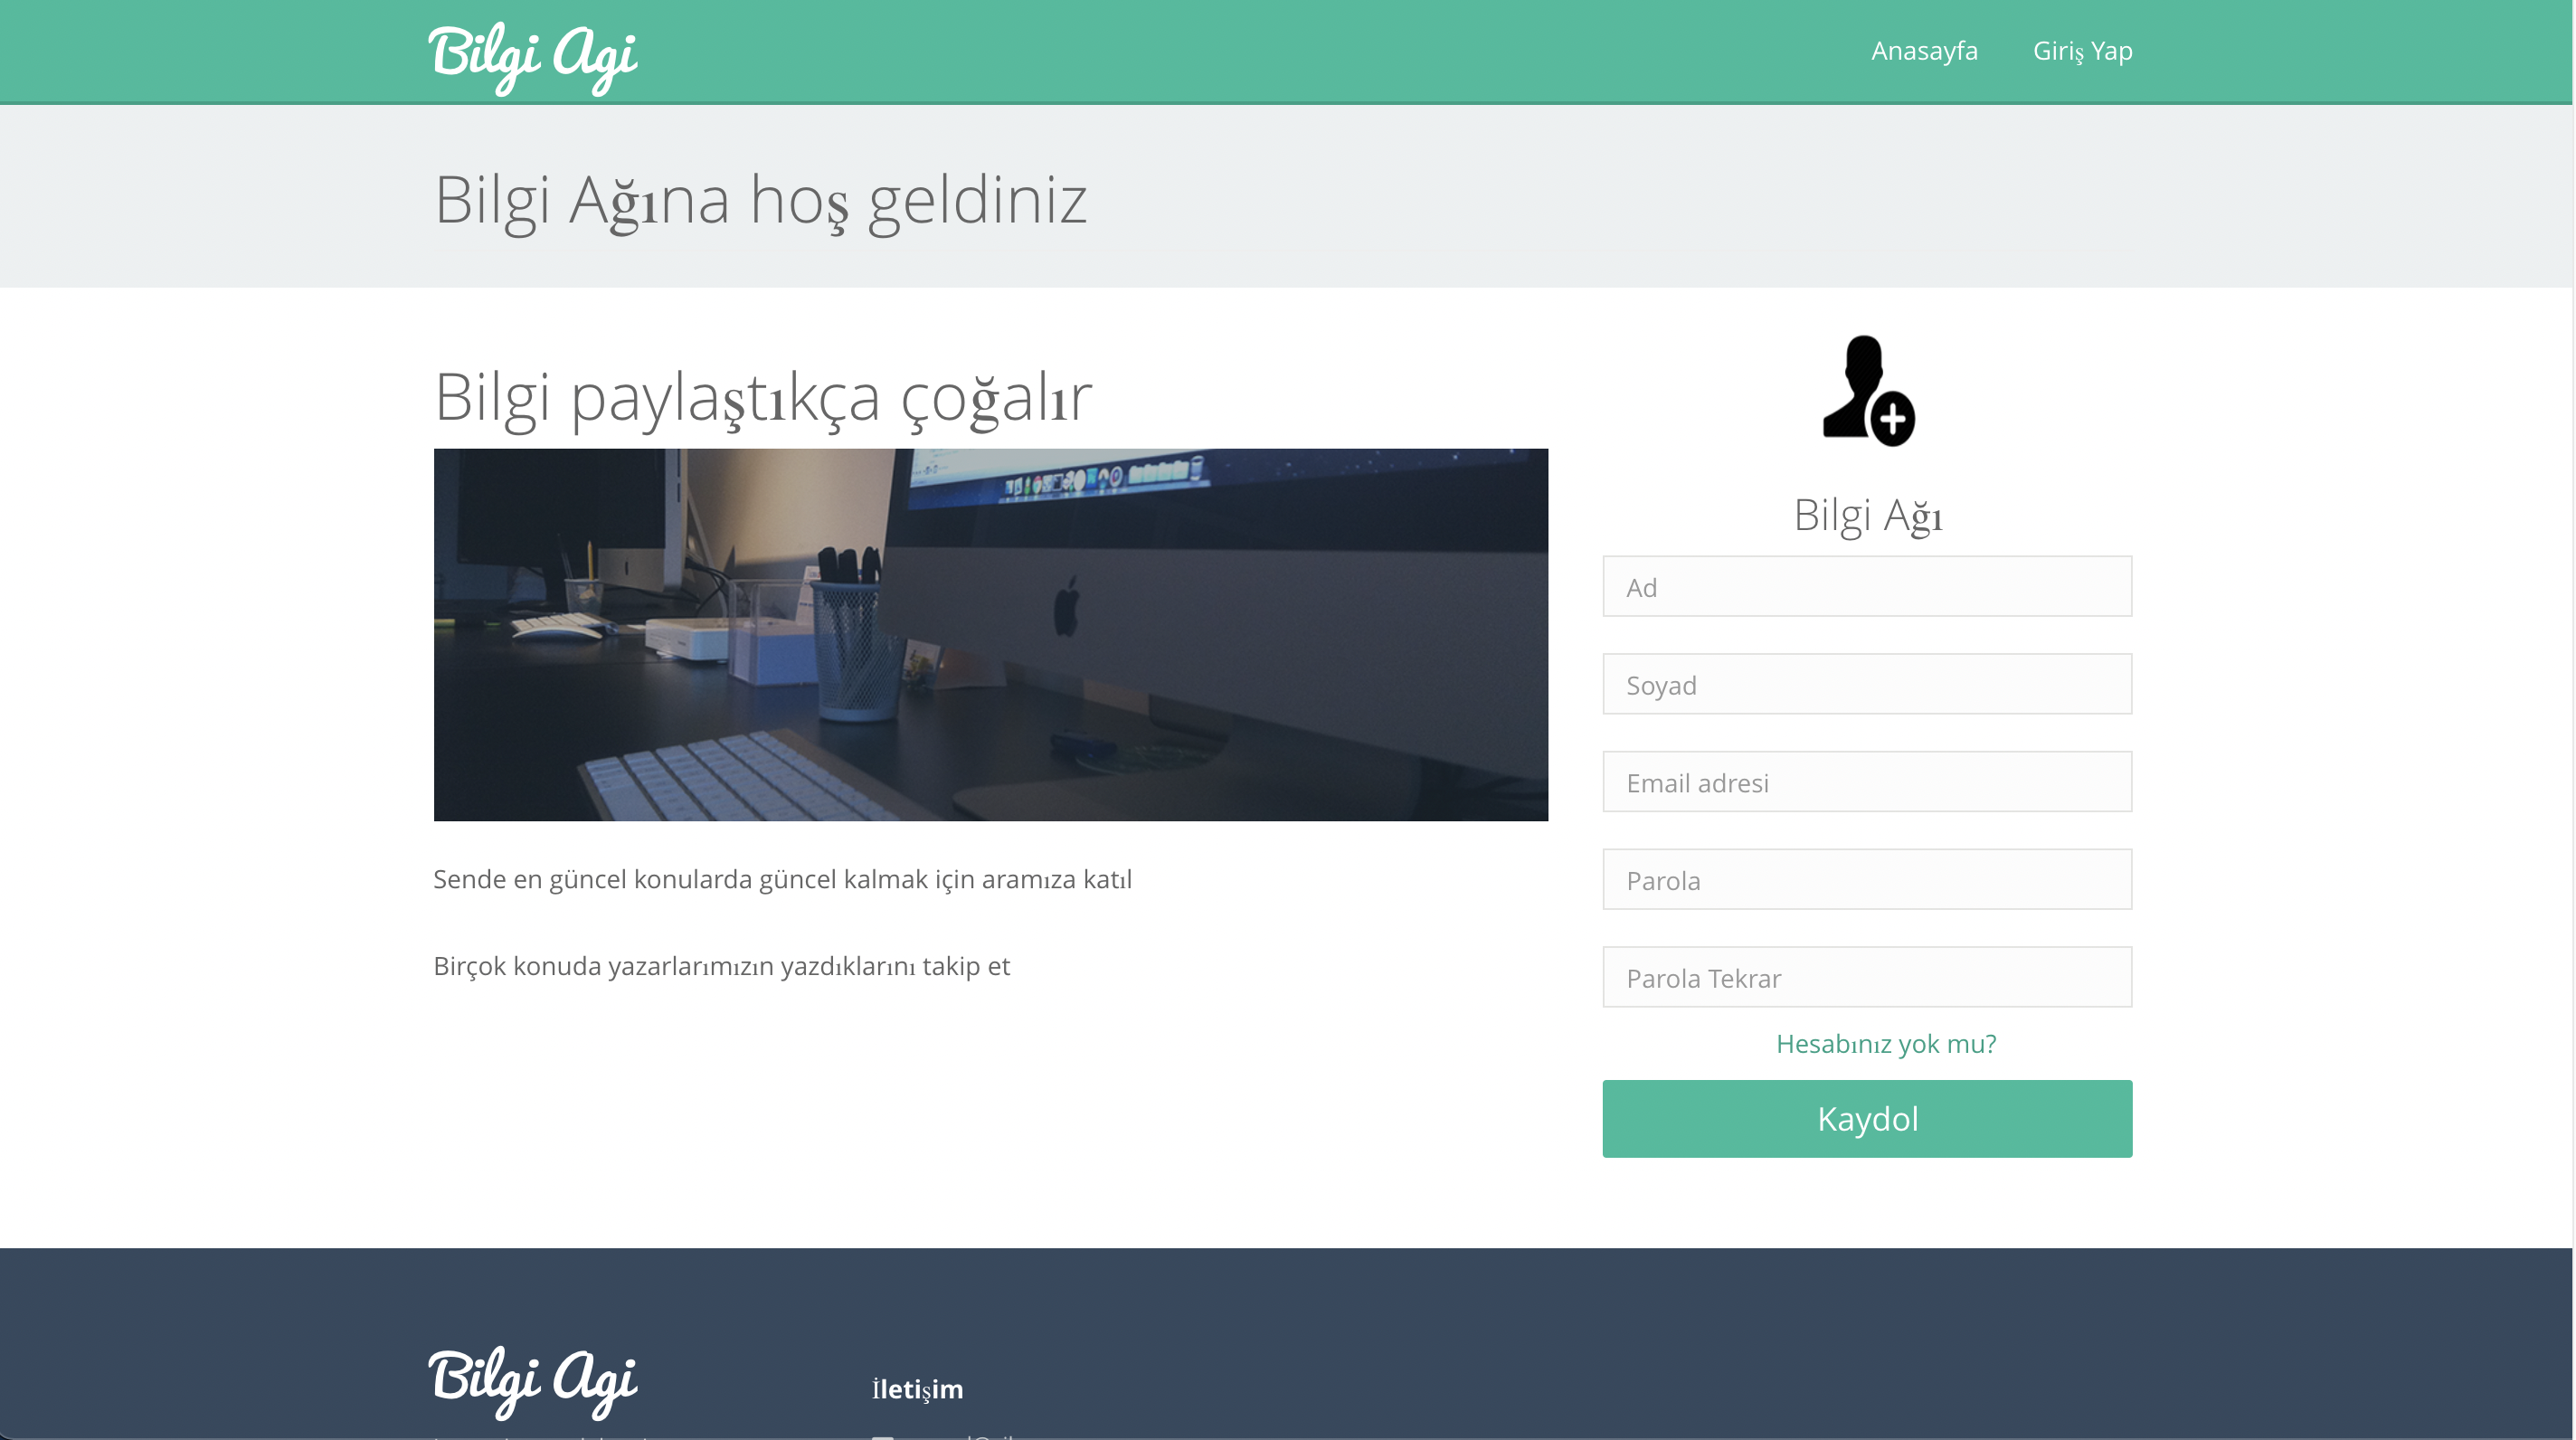 Bilgi Agi
Anasayfa
Giriş Yap
Bilgi Ağına hoş geldiniz
Bilgi paylaştıkça çoğalır
Sende en güncel konularda güncel kalmak için aramıza katıl
Birçok konuda yazarlarımızın yazdıklarını takip et
Bilgi Ağı
Ad
Soyad
Email adresi
Parola
Parola Tekrar
Hesabınız yok mu?
Kaydol
Bilgi Agi
İletişim